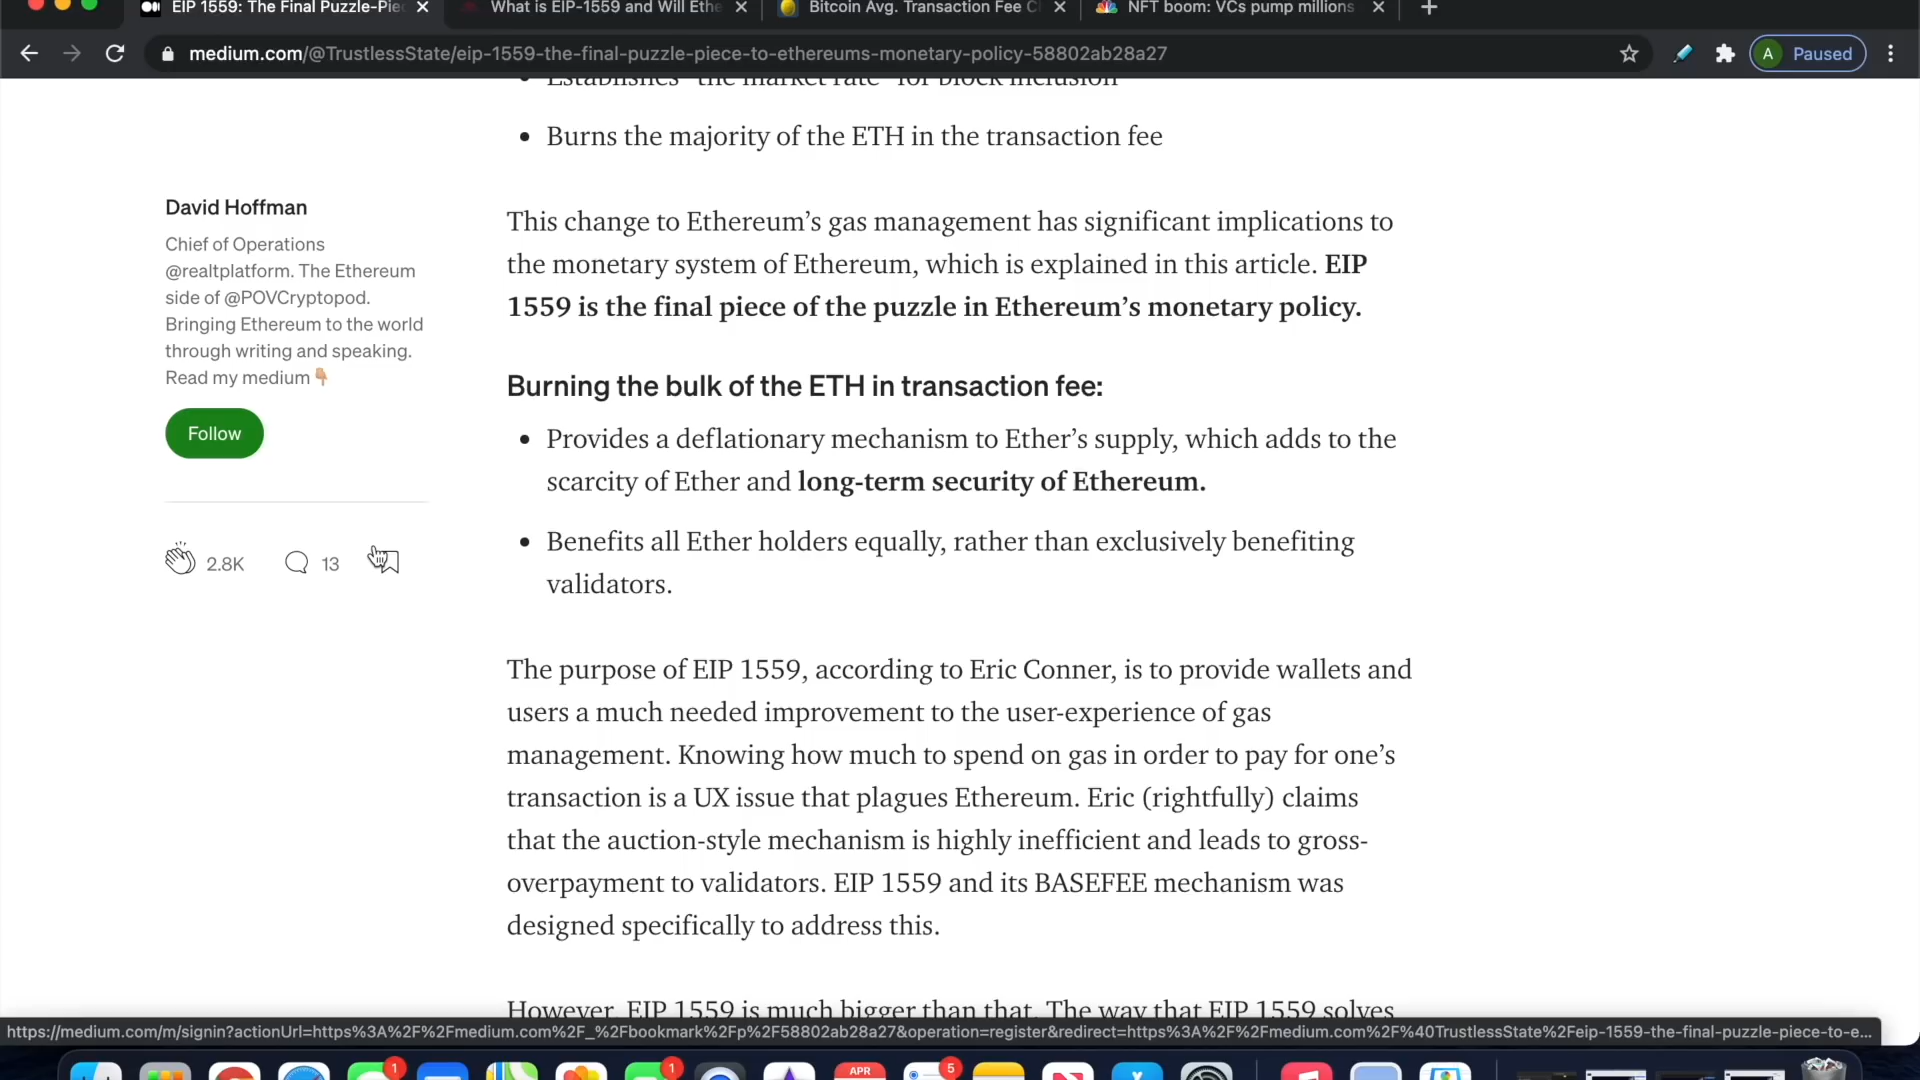 EIP 1559: The Final Puzzle-Pie
What is EIP-1559 and Will Ethe
Bitcoin Avg. Transaction Fee C
NFT boom: VCs pump millions
medium.com/@TrustlessState/eip-1559-the-final-puzzle-piece-to-ethereums-monetary-policy-58802ab28a27
A Paused
• Establishes "the market rate" for block inclusion
• Burns the majority of the ETH in the transaction fee
David Hoffman
Chief of Operations
@realtplatform. The Ethereum
side of @POVCryptopod.
Bringing Ethereum to the world
through writing and speaking.
Read my medium👇🏼
Follow
2.8K 13
This change to Ethereum’s gas management has significant implications to
the monetary system of Ethereum, which is explained in this article. EIP
1559 is the final piece of the puzzle in Ethereum’s monetary policy.
Burning the bulk of the ETH in transaction fee:
• Provides a deflationary mechanism to Ether’s supply, which adds to the
scarcity of Ether and long-term security of Ethereum.
• Benefits all Ether holders equally, rather than exclusively benefiting
validators.
The purpose of EIP 1559, according to Eric Conner, is to provide wallets and
users a much needed improvement to the user-experience of gas
management. Knowing how much to spend on gas in order to pay for one’s
transaction is a UX issue that plagues Ethereum. Eric (rightfully) claims
that the auction-style mechanism is highly inefficient and leads to gross-
overpayment to validators. EIP 1559 and its BASEFEE mechanism was
designed specifically to address this.
However, EIP 1559 is much bigger than that. The way that EIP 1559 solves
https://medium.com/m/signin?actionUrl=https%3A%2F%2Fmedium.com%2F_%2Fbookmark%2Fp%2F58802ab28a27&operation=register&redirect=https%3A%2F%2Fmedium.com%2F%40TrustlessState%2Feip-1559-the-final-puzzle-piece-to-e...
1
1
APR
5